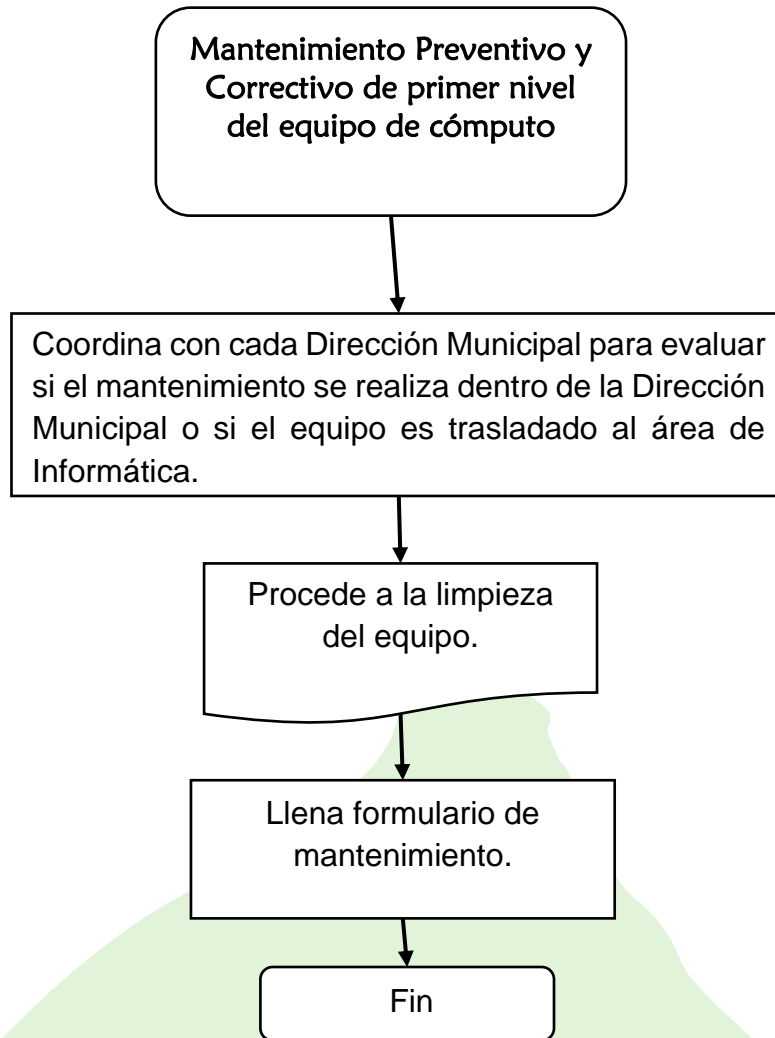 Mantenimiento Preventivo y
Correctivo de primer nivel
del equipo de cómputo
Coordina con cada Dirección Municipal para evaluar
si el mantenimiento se realiza dentro de la Dirección
Municipal o si el equipo es trasladado al área de
Informática.
Procede a la limpieza
del equipo.
Llena formulario de
mantenimiento.
Fin